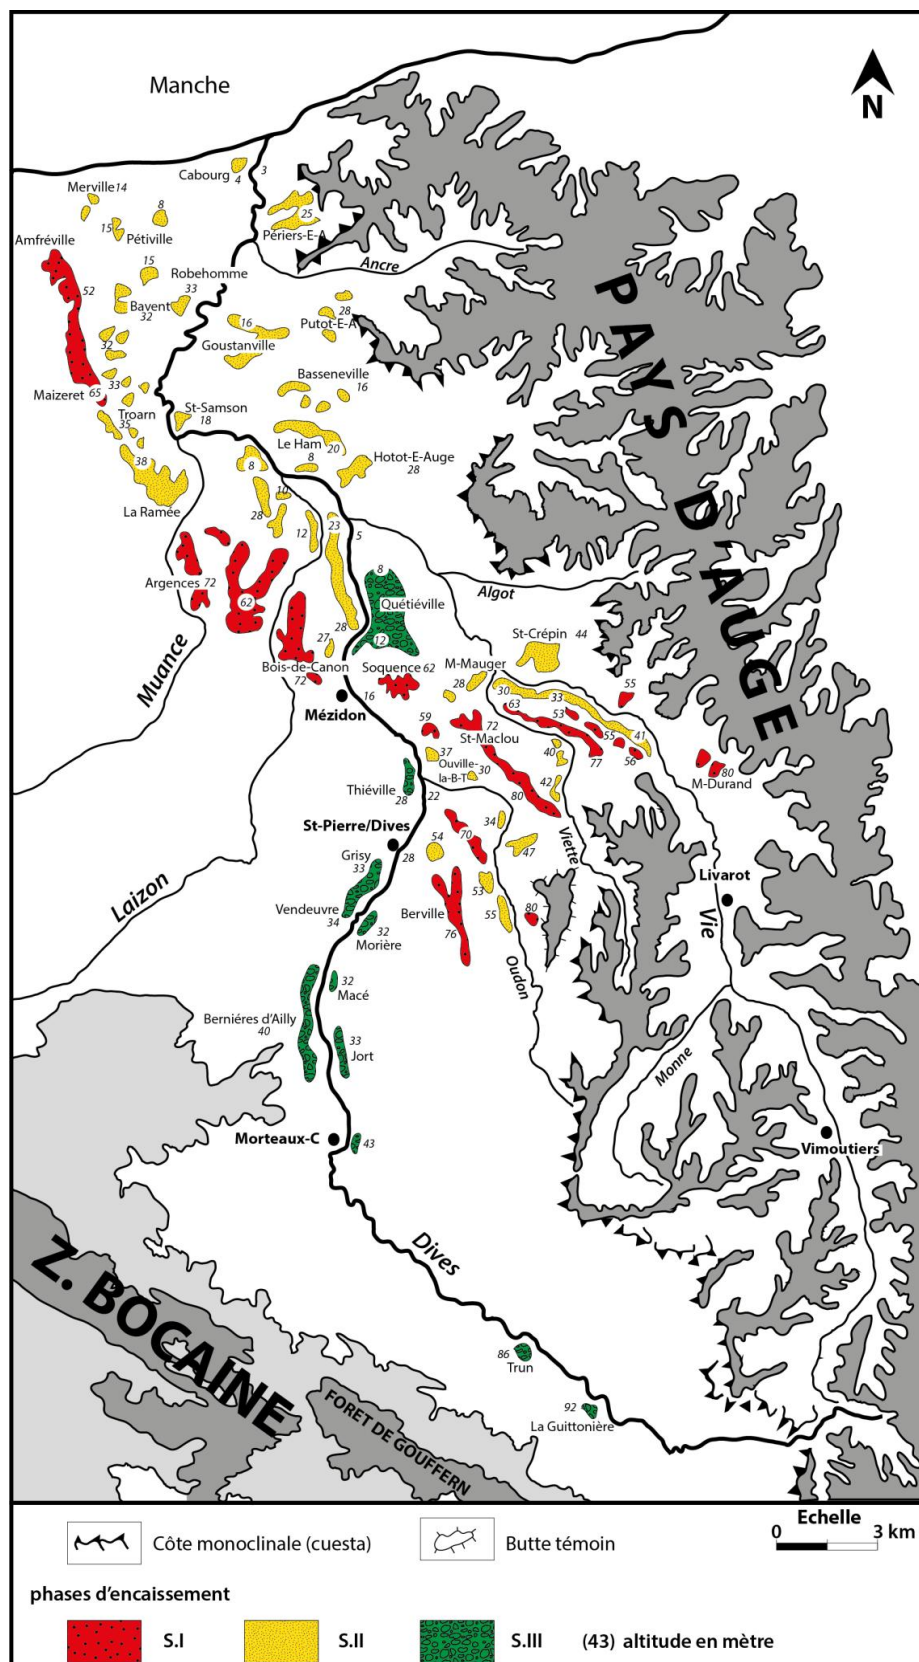 Manche
N
Cabourg
4
3
Merville 14
8
15
Pétiville
25
Périers-E-A
Amfréville
Ancre
15
Robehomme
52
33
Bavent
32
28
Putot-E-A
16
Goustanville
32
Basseneville
16
33
Maizeret 65
Troarn
35
St-Samson
18
Le Ham
20
8
Hotot-E-Auge
28
38
8
La Ramée
10
28
12
23
5
PAYS D'AUGE
Argences 72
62
8
Quétiéville
Algot
St-Crépin 44
Muance
28
27
12
Bois-de-Canon
72
Soquence 62
M-Mauger
28
30
33
55
63
53
Mézidon
16
59
72
St-Maclou
55
41
56
77
40
37
Ouville-
la-B-T
30
80
M-Durand
42
Thiéville
28
22
80
34
70
Viette
St-Pierre/Dives
28
54
47
Grisy
33
Laizon
53
Livarot
Vendeuvre
34
Berville
55
80
Vie
32
Morière
76
Oudon
32
Macé
Berniéres d'Ailly
40
33
Jort
Monne
Morteaux-C
43
Vimoutiers
Dives
Z. BOCAINE
86
Trun
92
La Guittonière
FORET DE GOUFFERN
Côte monoclinale (cuesta)
Butte témoin
Echelle
0 3 km
phases d'encaissement
S.I S.II S.III (43) altitude en mètre